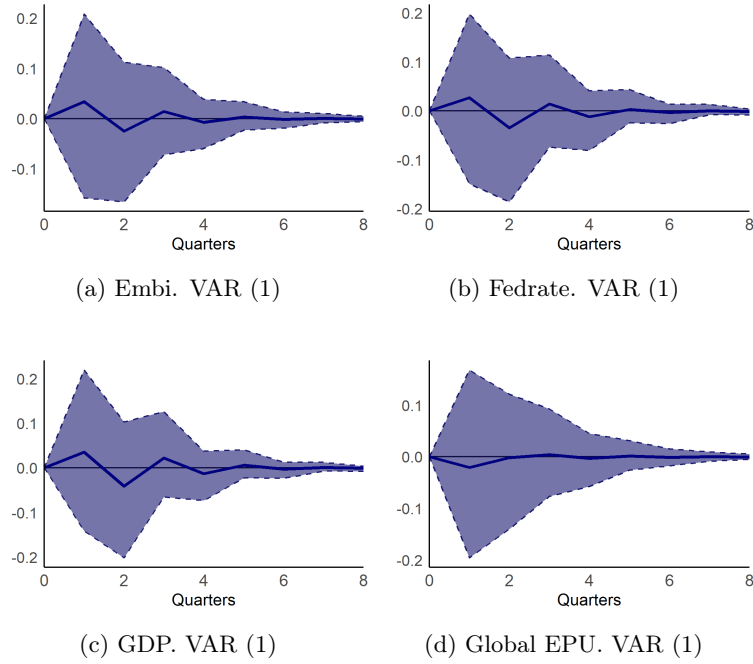 0.2
0.1
0.0
-0.1
0 2 4 6 8
Quarters
(a) Embi. VAR (1)
0.2
0.1
0.0
-0.1
-0.2
0 2 4 6 8
Quarters
(b) Fedrate. VAR (1)
0.2
0.1
0.0
-0.1
-0.2
0 2 4 6 8
Quarters
(c) GDP. VAR (1)
0.1
0.0
-0.1
-0.2
0 2 4 6 8
Quarters
(d) Global EPU. VAR (1)